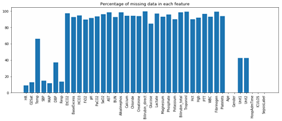 Percentage of missing data in each feature
100
80
60
40
20
0
HR
O2Sat
Temp
SBP
MAP
DBP
Resp
EtCO2
BaseExcess
HCO3
FiO2
pH
PaCO2
SaO2
AST
BUN
Alkalinephos
Calcium
Chloride
Creatinine
Bilirubin_direct
Glucose
Lactate
Magnesium
Phosphate
Potassium
Bilirubin_total
TroponinI
Hct
Hgb
PTT
WBC
Fibrinogen
Platelets
Age
Gender
Unit1
Unit2
HospAdmTime
ICULOS
SepsisLabel